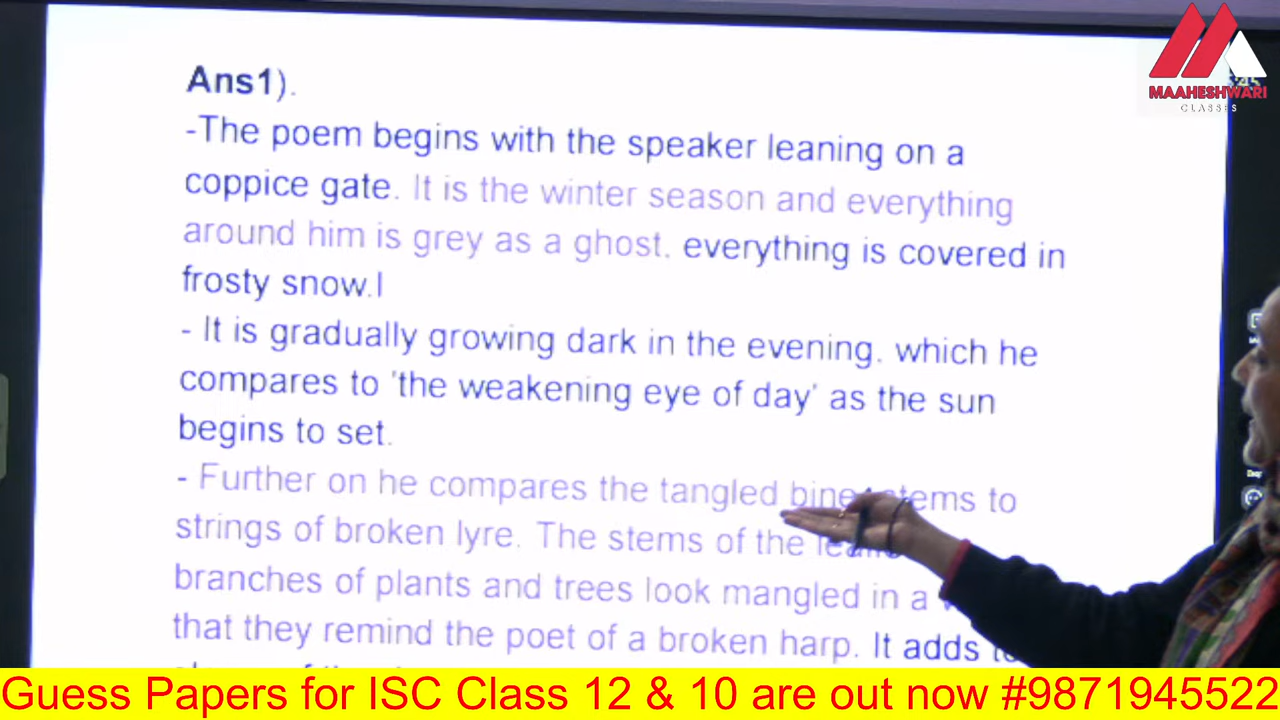 Ans1).
-The poem begins with the speaker leaning on a
coppice gate. It is the winter season and everything
around him is grey as a ghost. everything is covered in
frosty snow.I
- It is gradually growing dark in the evening. which he
compares to 'the weakening eye of day' as the sun
begins to set.
- Further on he compares the tangled bine stems to
strings of broken lyre. The stems of the
branches of plants and trees look mangled in a
that they remind the poet of a broken harp. It adds
MAAHESHWARI
CLASSES
Guess Papers for ISC Class 12 & 10 are out now #9871945522